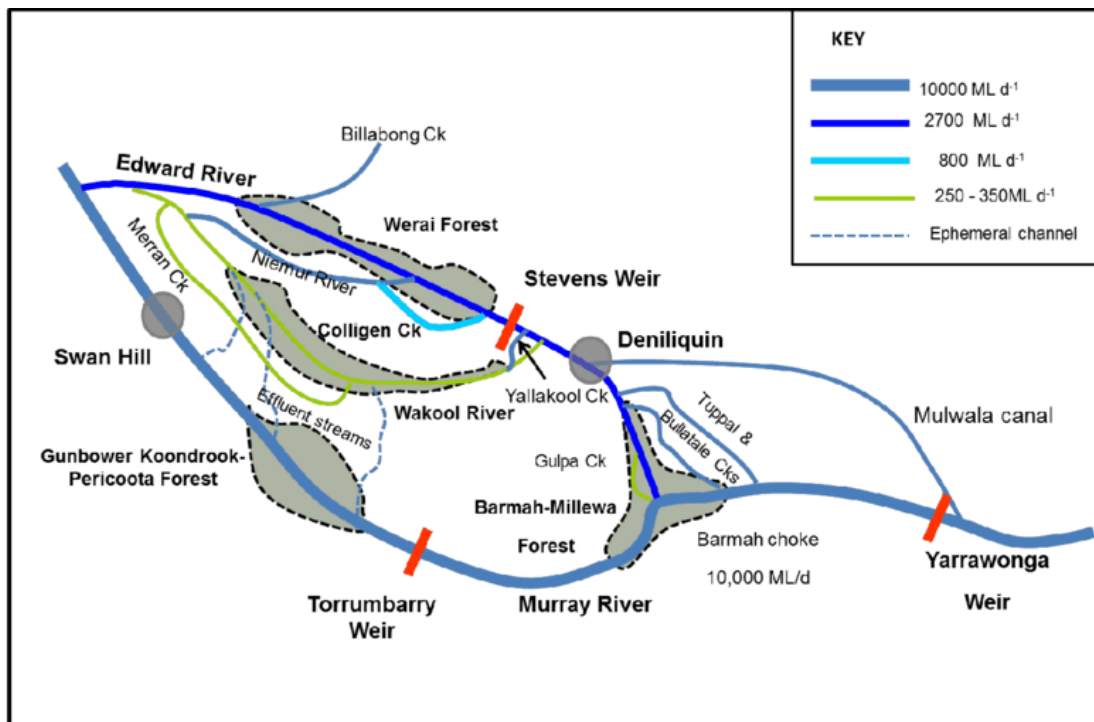 KEY
10000 ML d-1
2700 ML d-1
800 ML d-1
250 - 350ML d-1
Ephemeral channel
Billabong Ck
Edward River
Werai Forest
Merran Ck
Niemur River
Stevens Weir
Colligen Ck
Deniliquin
Swan Hill
Yallakool Ck
Wakool River
Tuppal &
Bullatale Cks
Mulwala canal
Effluent streams
Gunbower Koondrook-
Pericoota Forest
Gulpa Ck
Barmah-Millewa
Forest
Barmah choke
10,000 ML/d
Yarrawonga
Weir
Torrumbarry
Weir
Murray River